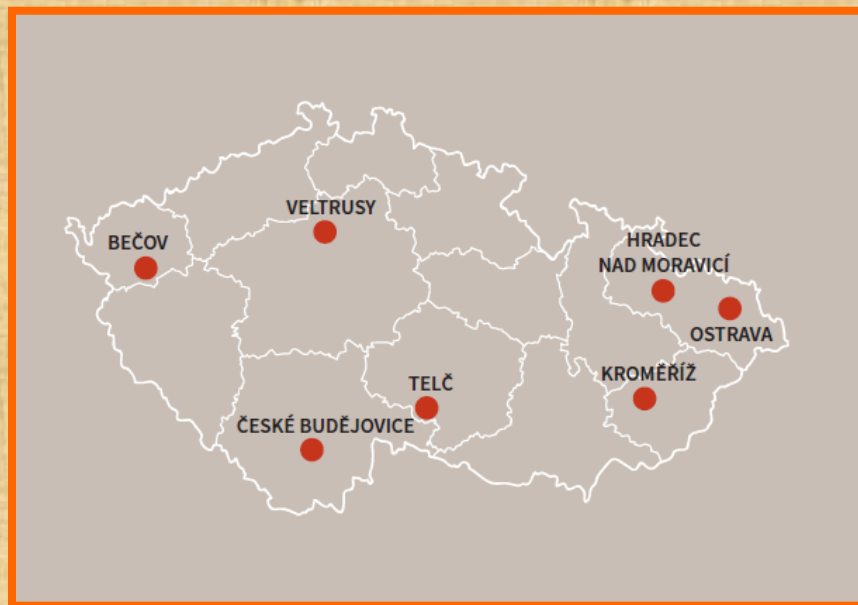 VELTRUSY
BEČOV
HRADEC
NAD MORAVICÍ
OSTRAVA
KROMĚŘÍŽ
TELČ
ČESKÉ BUDĚJOVICE